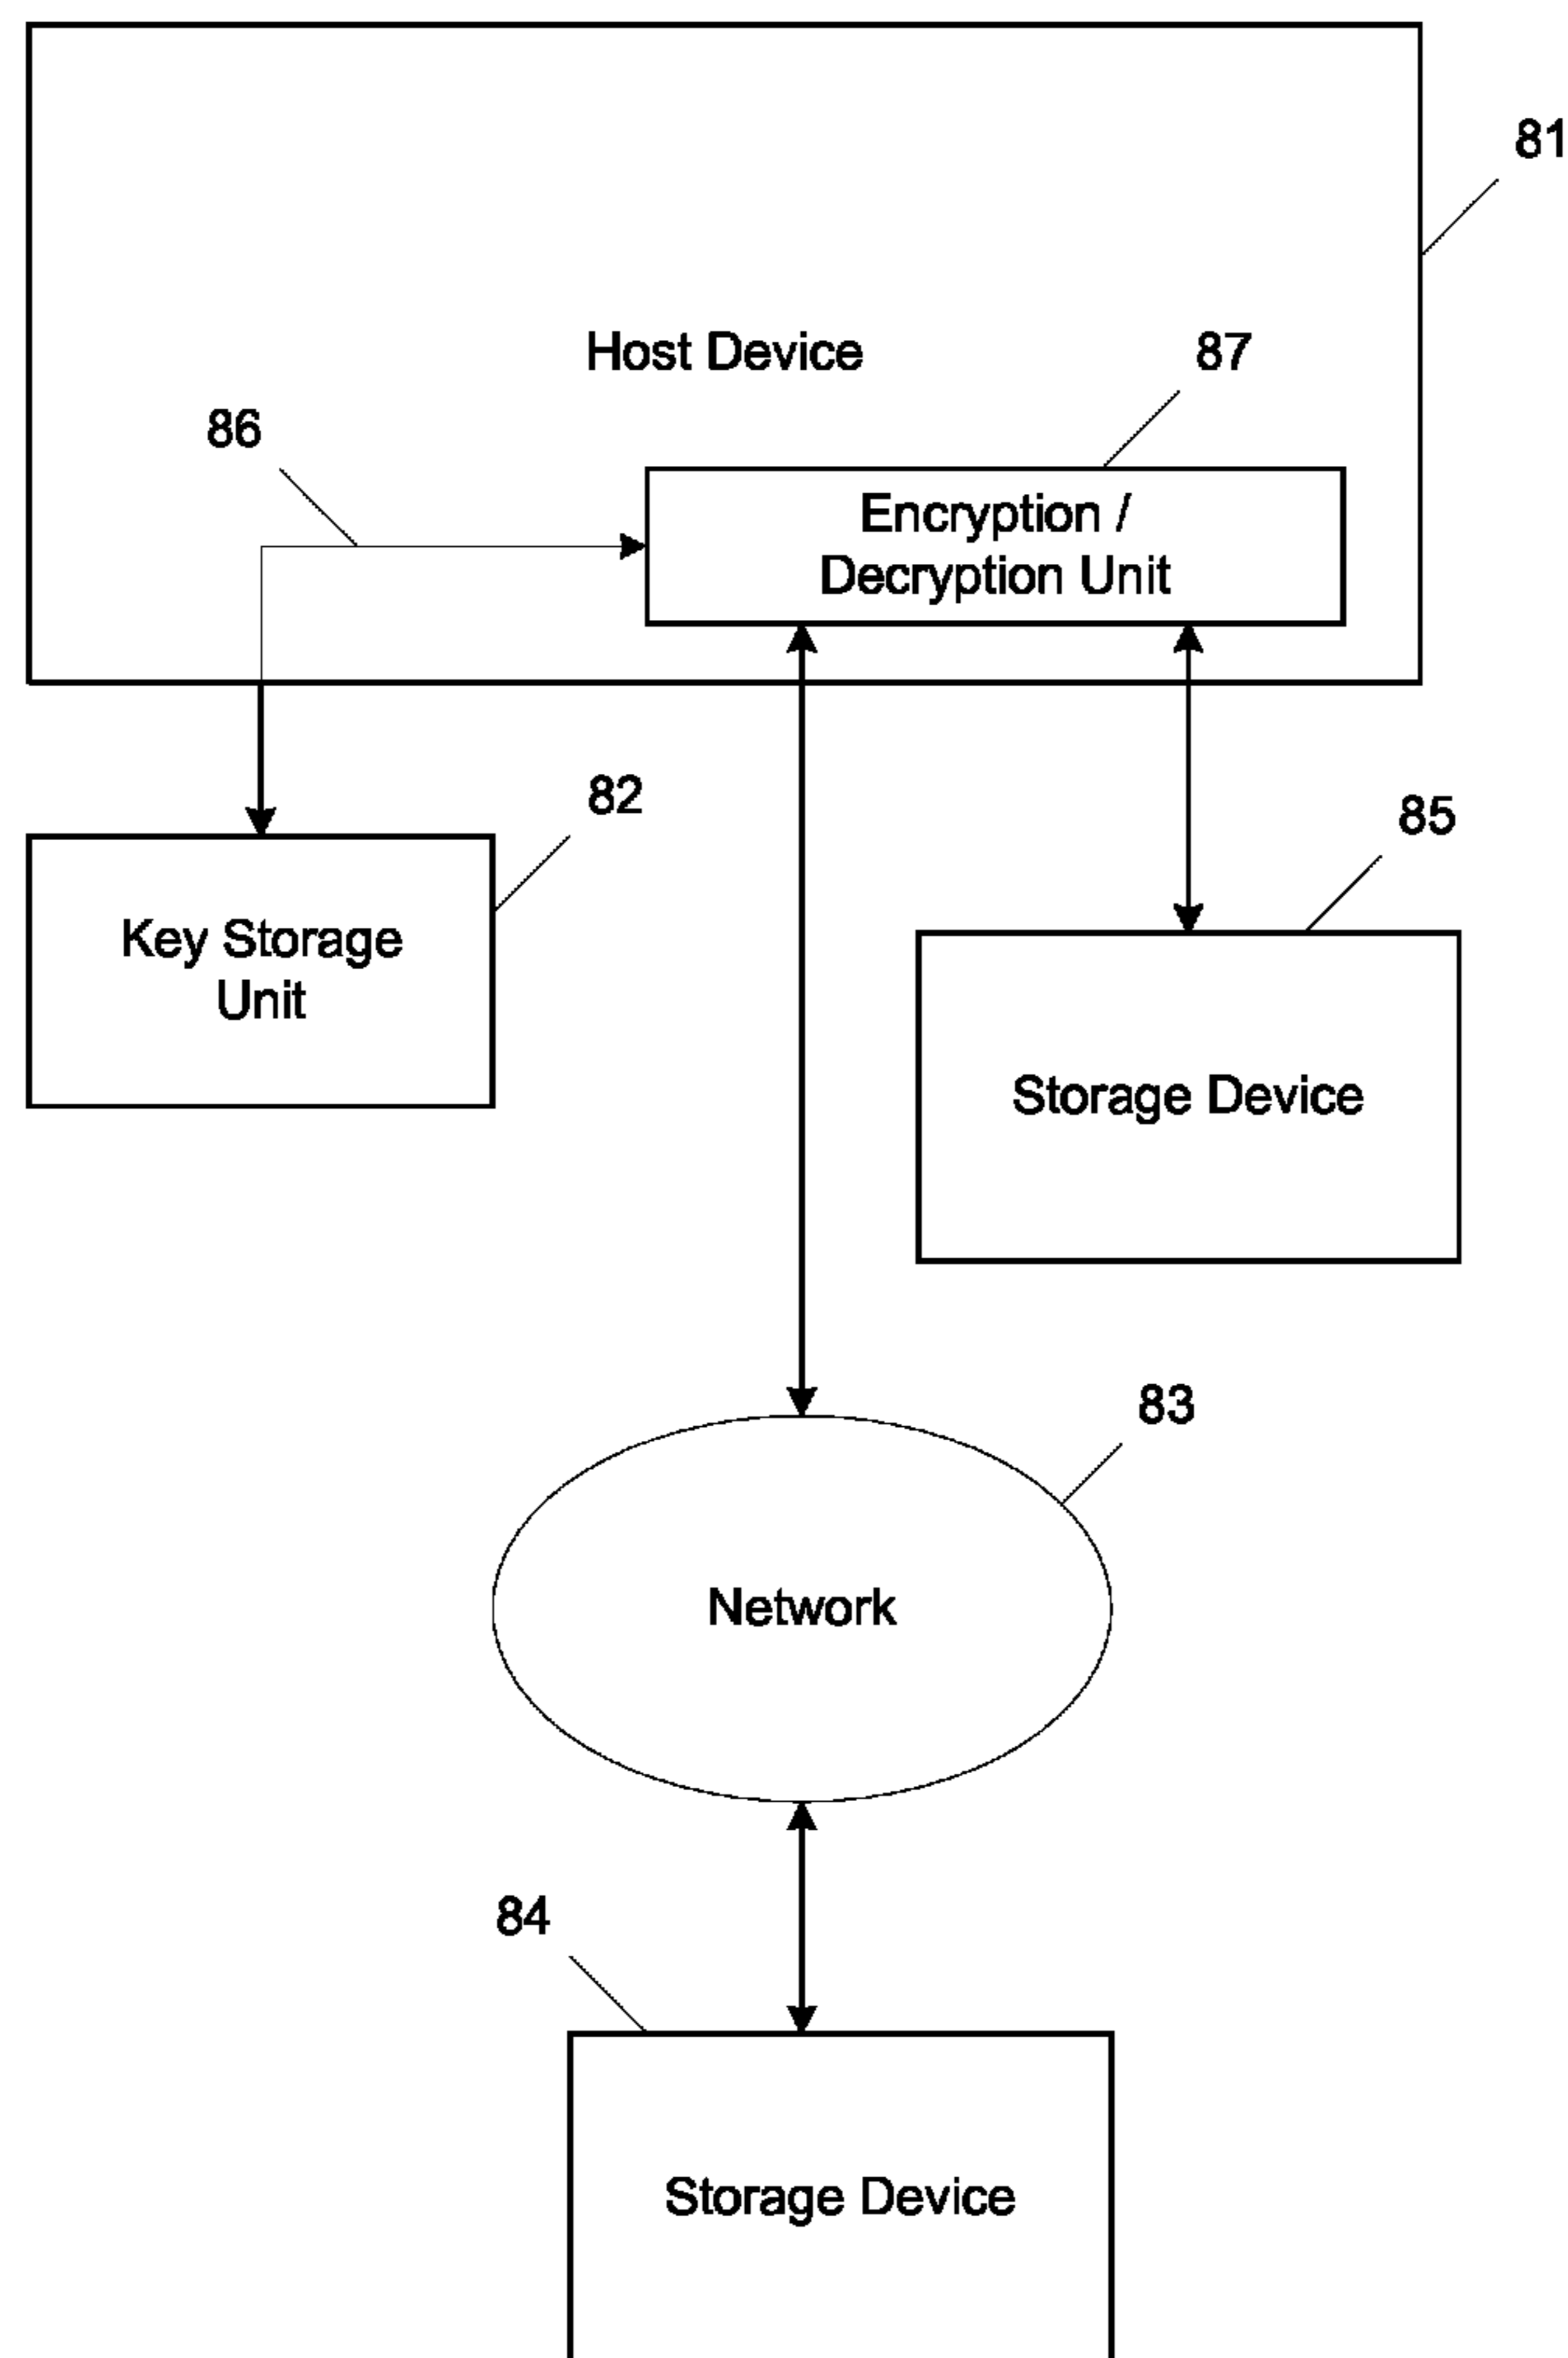 81
Host Device
87
86
Encryption /
Decryption Unit
82
85
Key Storage
Unit
Storage Device
83
Network
84
Storage Device